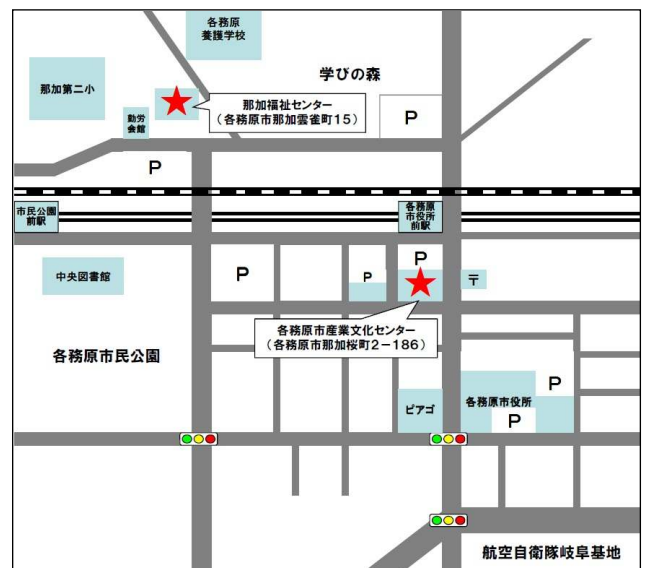 各務原
養護学校
学びの森
那加第二小
那加福祉センター
(各務原市那加雲雀町15)
勤労
会館
P
P
市民公園
前駅
各務原
市役所
前駅
中央図書館
P
P
P
〒
各務原市産業文化センター
(各務原市那加桜町2-186)
各務原市民公園
ピアゴ
各務原市役所
P
P
航空自衛隊岐阜基地